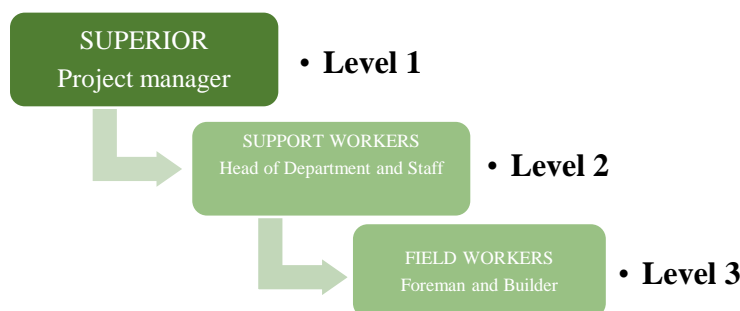 SUPERIOR
Project manager
• Level 1
SUPPORT WORKERS
Head of Department and Staff
• Level 2
FIELD WORKERS
Foreman and Builder
• Level 3